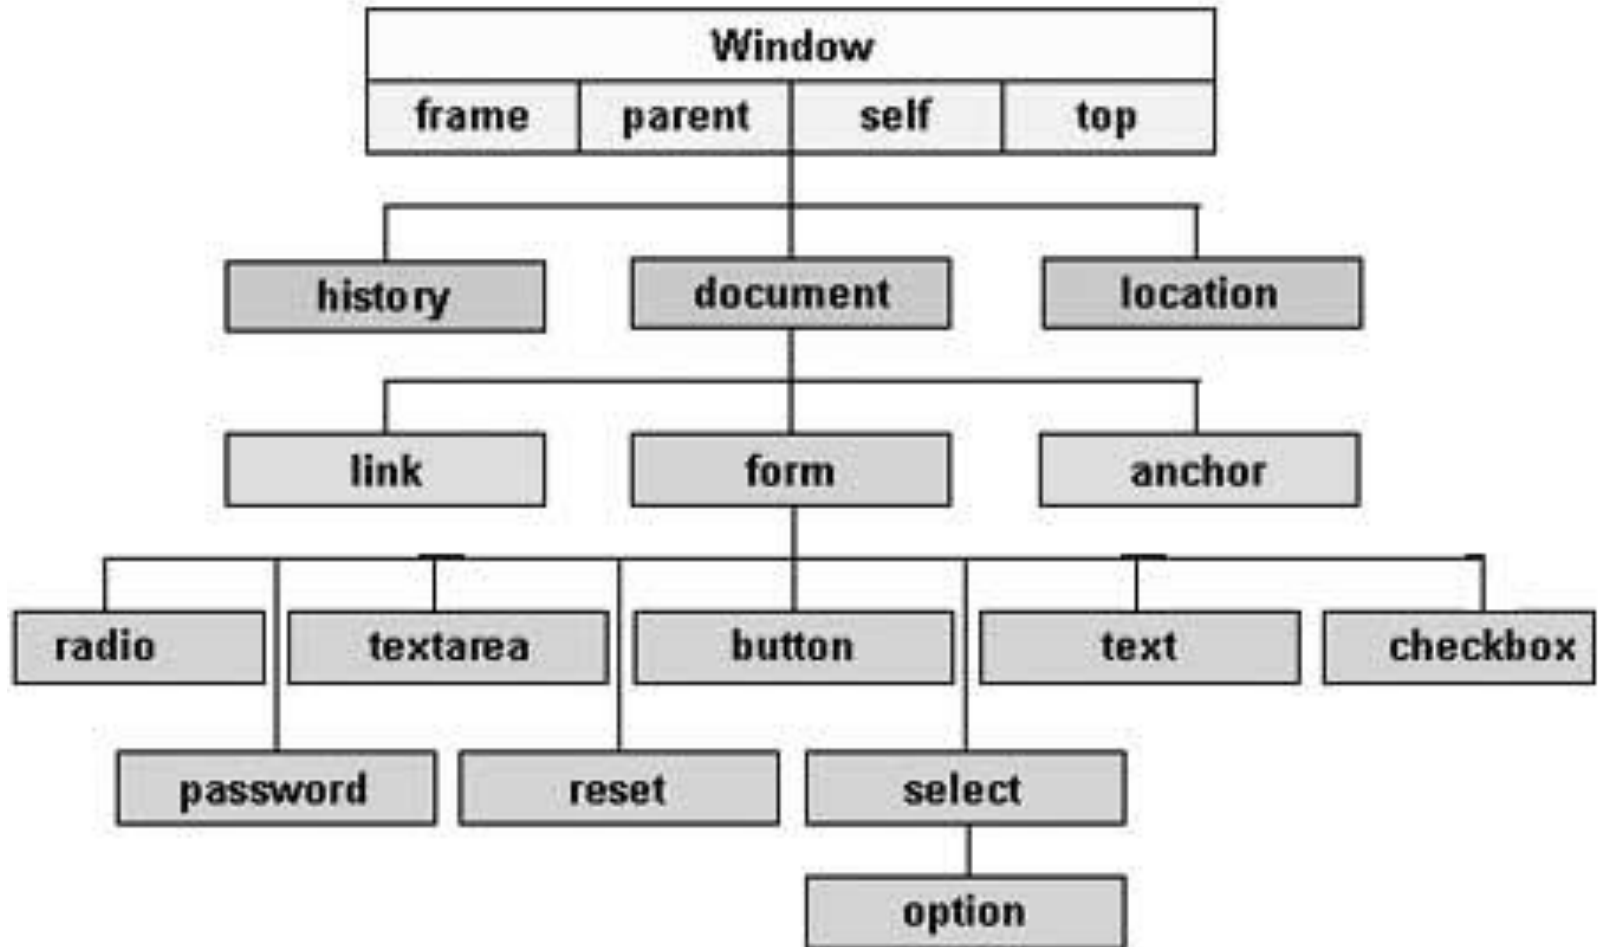 Window
frame parent self top
history document location
link form anchor
radio textarea button text checkbox
password reset select
option